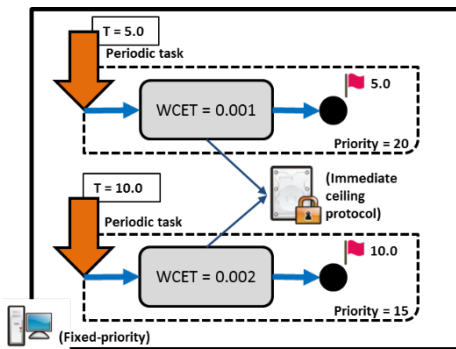 T = 5.0
Periodic task
WCET = 0.001
5.0
Priority = 20
(Immediate
ceiling
protocol)
T = 10.0
Periodic task
WCET = 0.002
10.0
Priority = 15
(Fixed-priority)